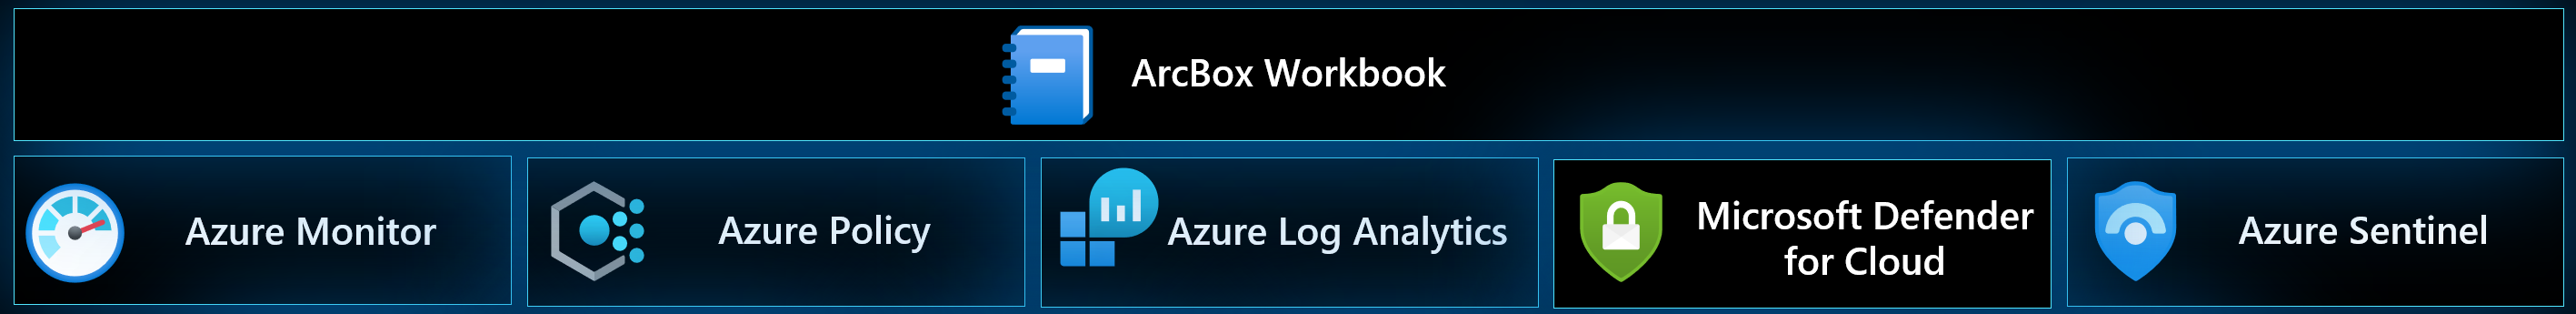 ArcBox Workbook
Azure Monitor
Azure Policy
Azure Log Analytics
Microsoft Defender
for Cloud
Azure Sentinel